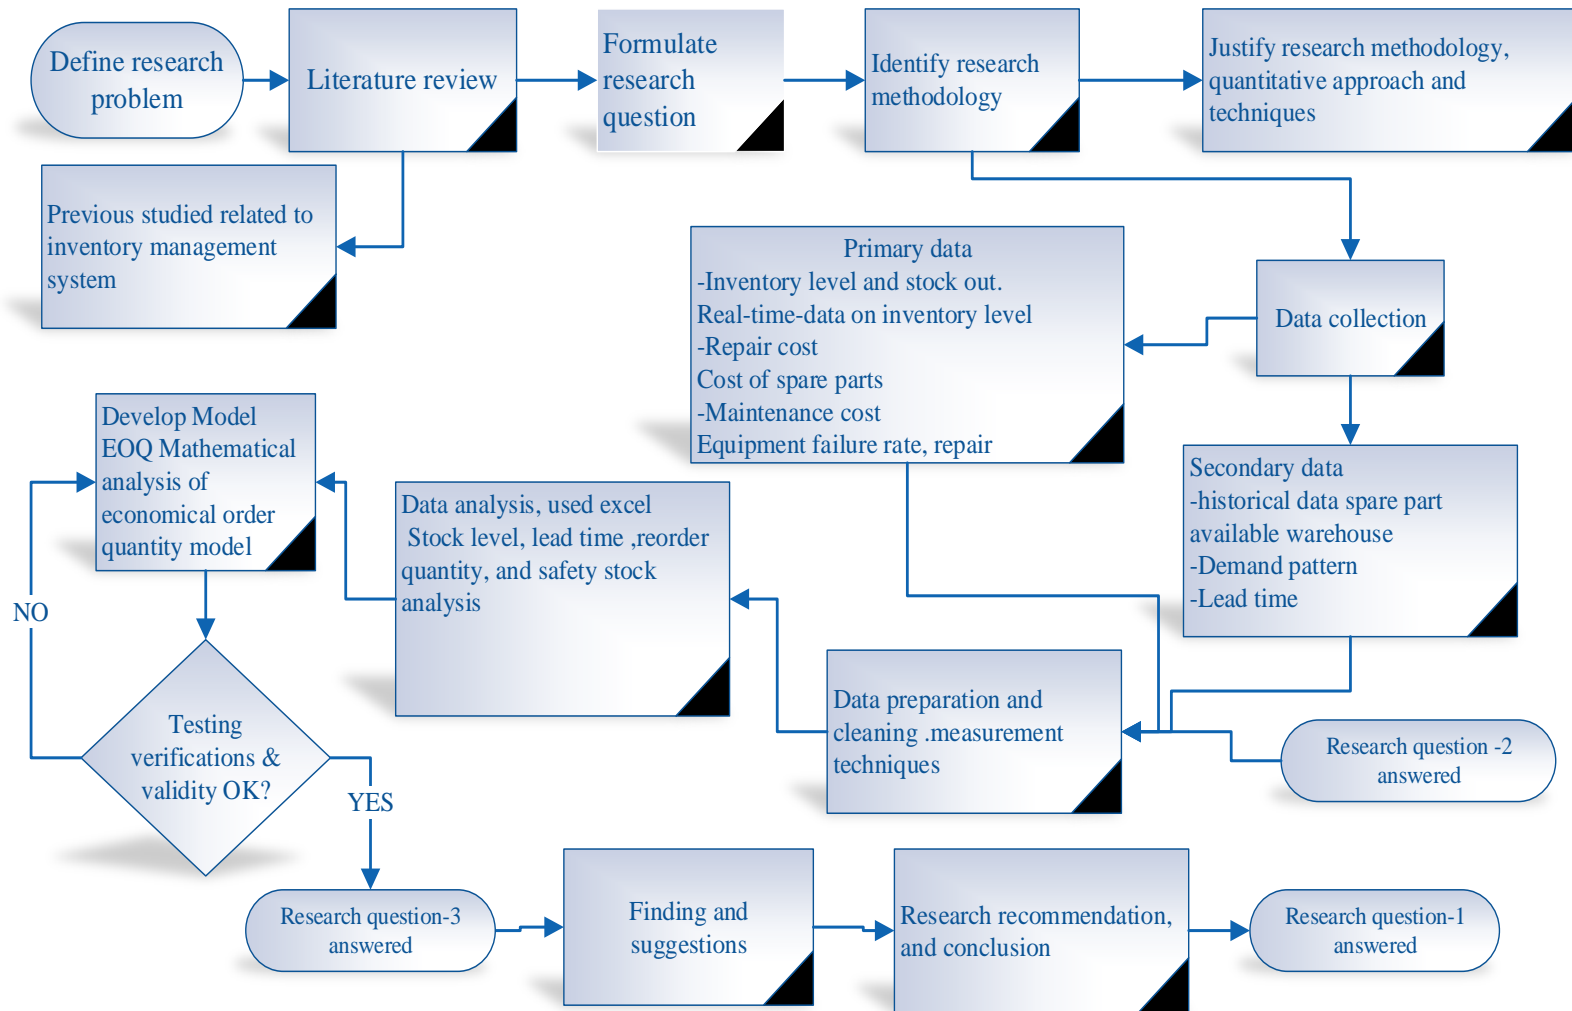 Define research
problem
Literature review
Formulate
research
question
Identify research
methodology
Justify research methodology,
quantitative approach and
techniques
Previous studied related to
inventory management
system
Primary data
-Inventory level and stock out.
Real-time-data on inventory level
-Repair cost
Cost of spare parts
-Maintenance cost
Equipment failure rate, repair
Data collection
Secondary data
-historical data spare part
available warehouse
-Demand pattern
-Lead time
Develop Model
EOQ Mathematical
analysis of
economical order
quantity model
Data analysis, used excel
Stock level, lead time ,reorder
quantity, and safety stock
analysis
NO
Data preparation and
cleaning .measurement
techniques
Research question -2
answered
Testing
verifications &
validity OK?
YES
Research question-3
answered
Finding and
suggestions
Research recommendation,
and conclusion
Research question-1
answered